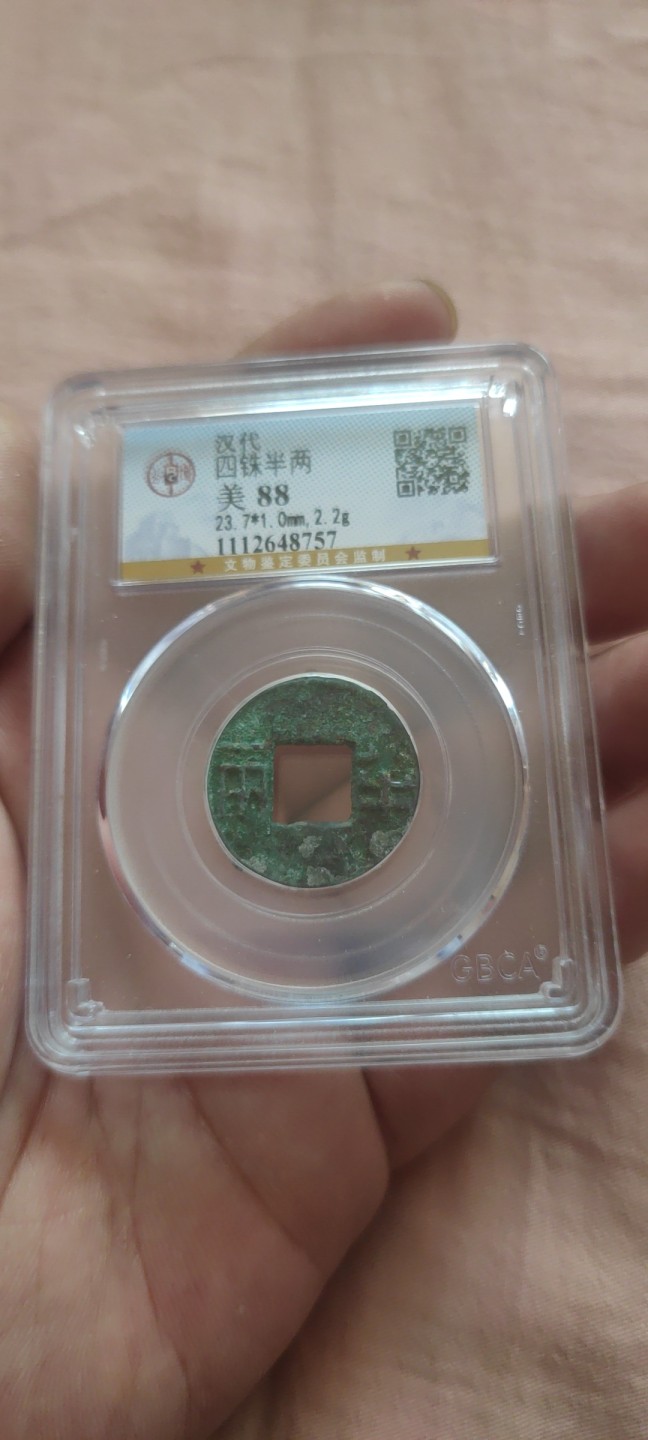 汉代
四铢半两
美 88
23.7*1.0mm,2.2g
1112648757
★ 文物鉴定委员会监制 ★
半两
GBCA®